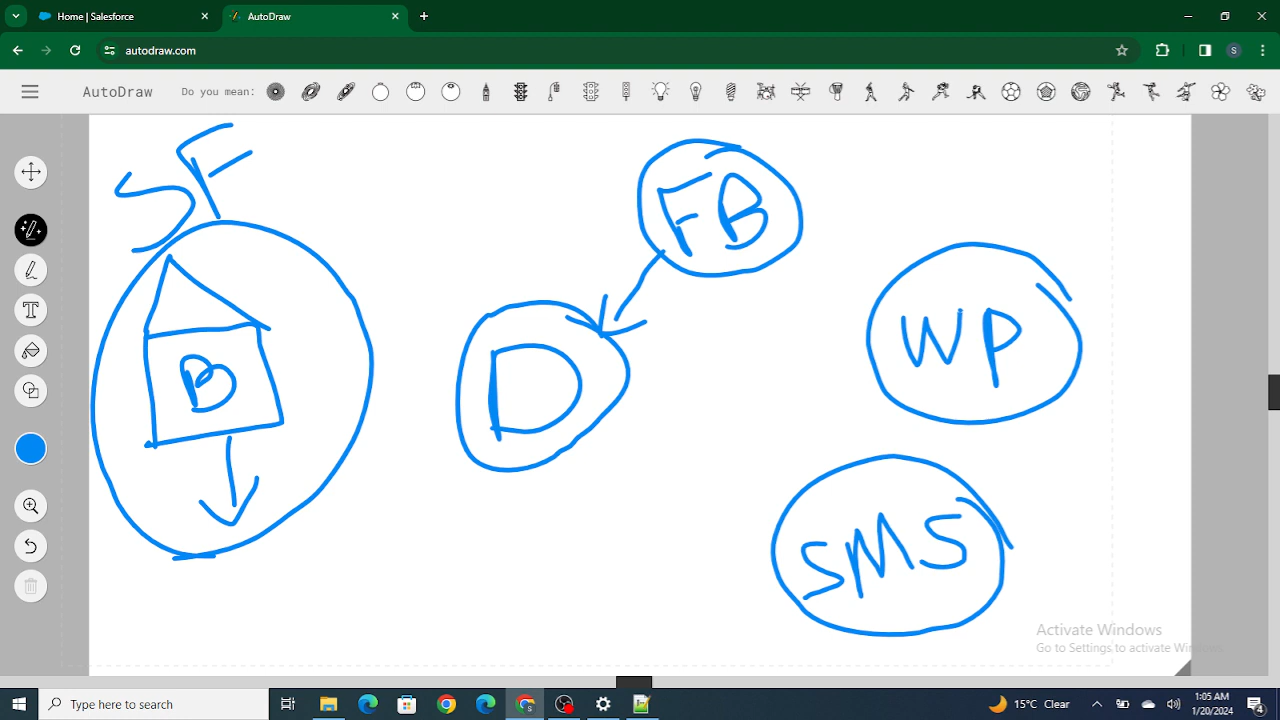 Home | Salesforce
AutoDraw
autodraw.com
S
AutoDraw
Do you mean:
SF
FB
WP
B
D
SMS
Activate Windows
Go to Settings to activate Windows.
Type here to search
15°C Clear
1:05 AM
1/20/2024
4